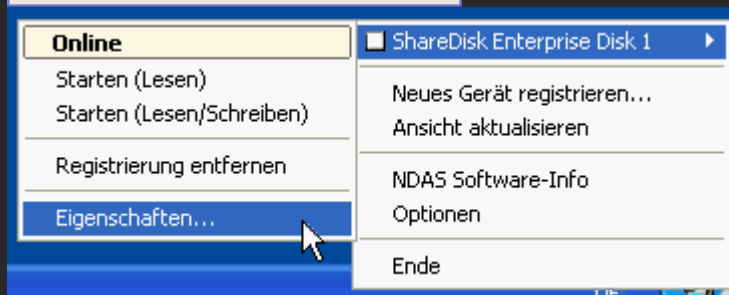 Online
Starten (Lesen)
Starten (Lesen/Schreiben)
Registrierung entfernen
Eigenschaften...
ShareDisk Enterprise Disk 1
Neues Gerät registrieren...
Ansicht aktualisieren
NDAS Software-Info
Optionen
Ende